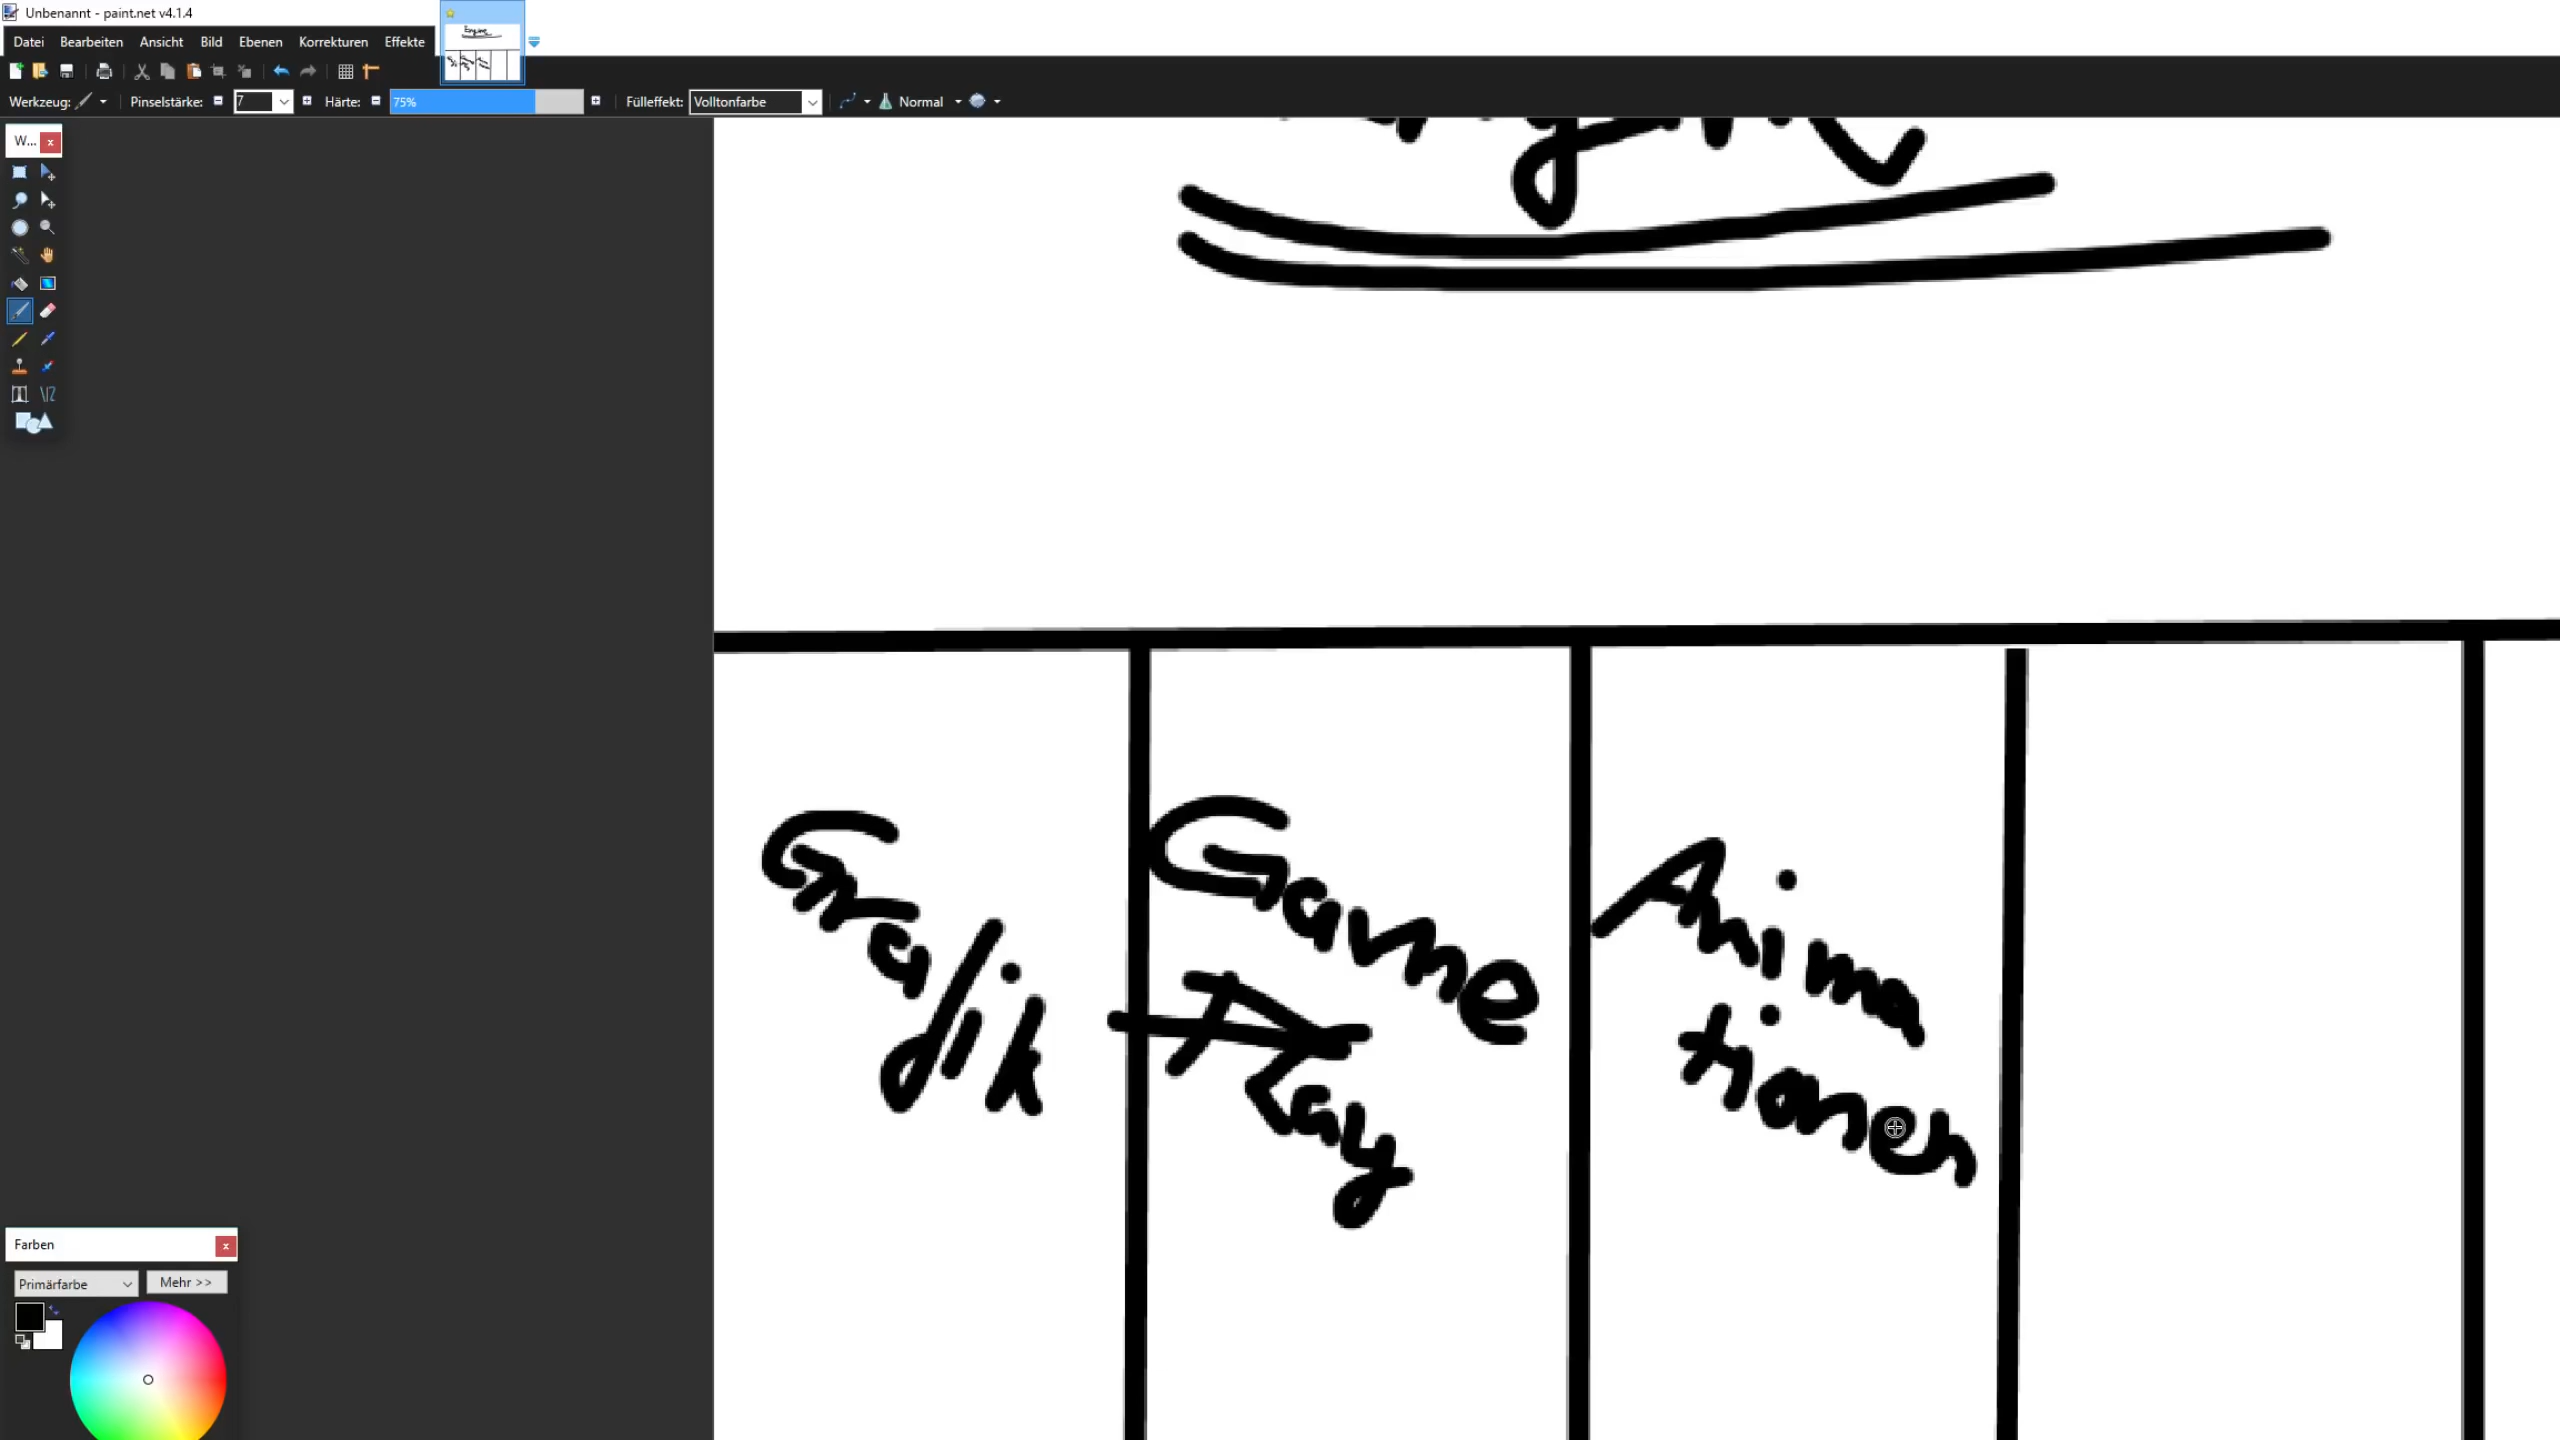 Unbenannt - paint.net v4.1.4
Datei Bearbeiten Ansicht Bild Ebenen Korrekturen Effekte
Engine
Werkzeug: Pinselstärke: 7 Härte: 75% Fülleffekt: Volltonfarbe Normal
W...
Grafik
Game
Play
Anima
tionen
Farben
Primärfarbe Mehr >>